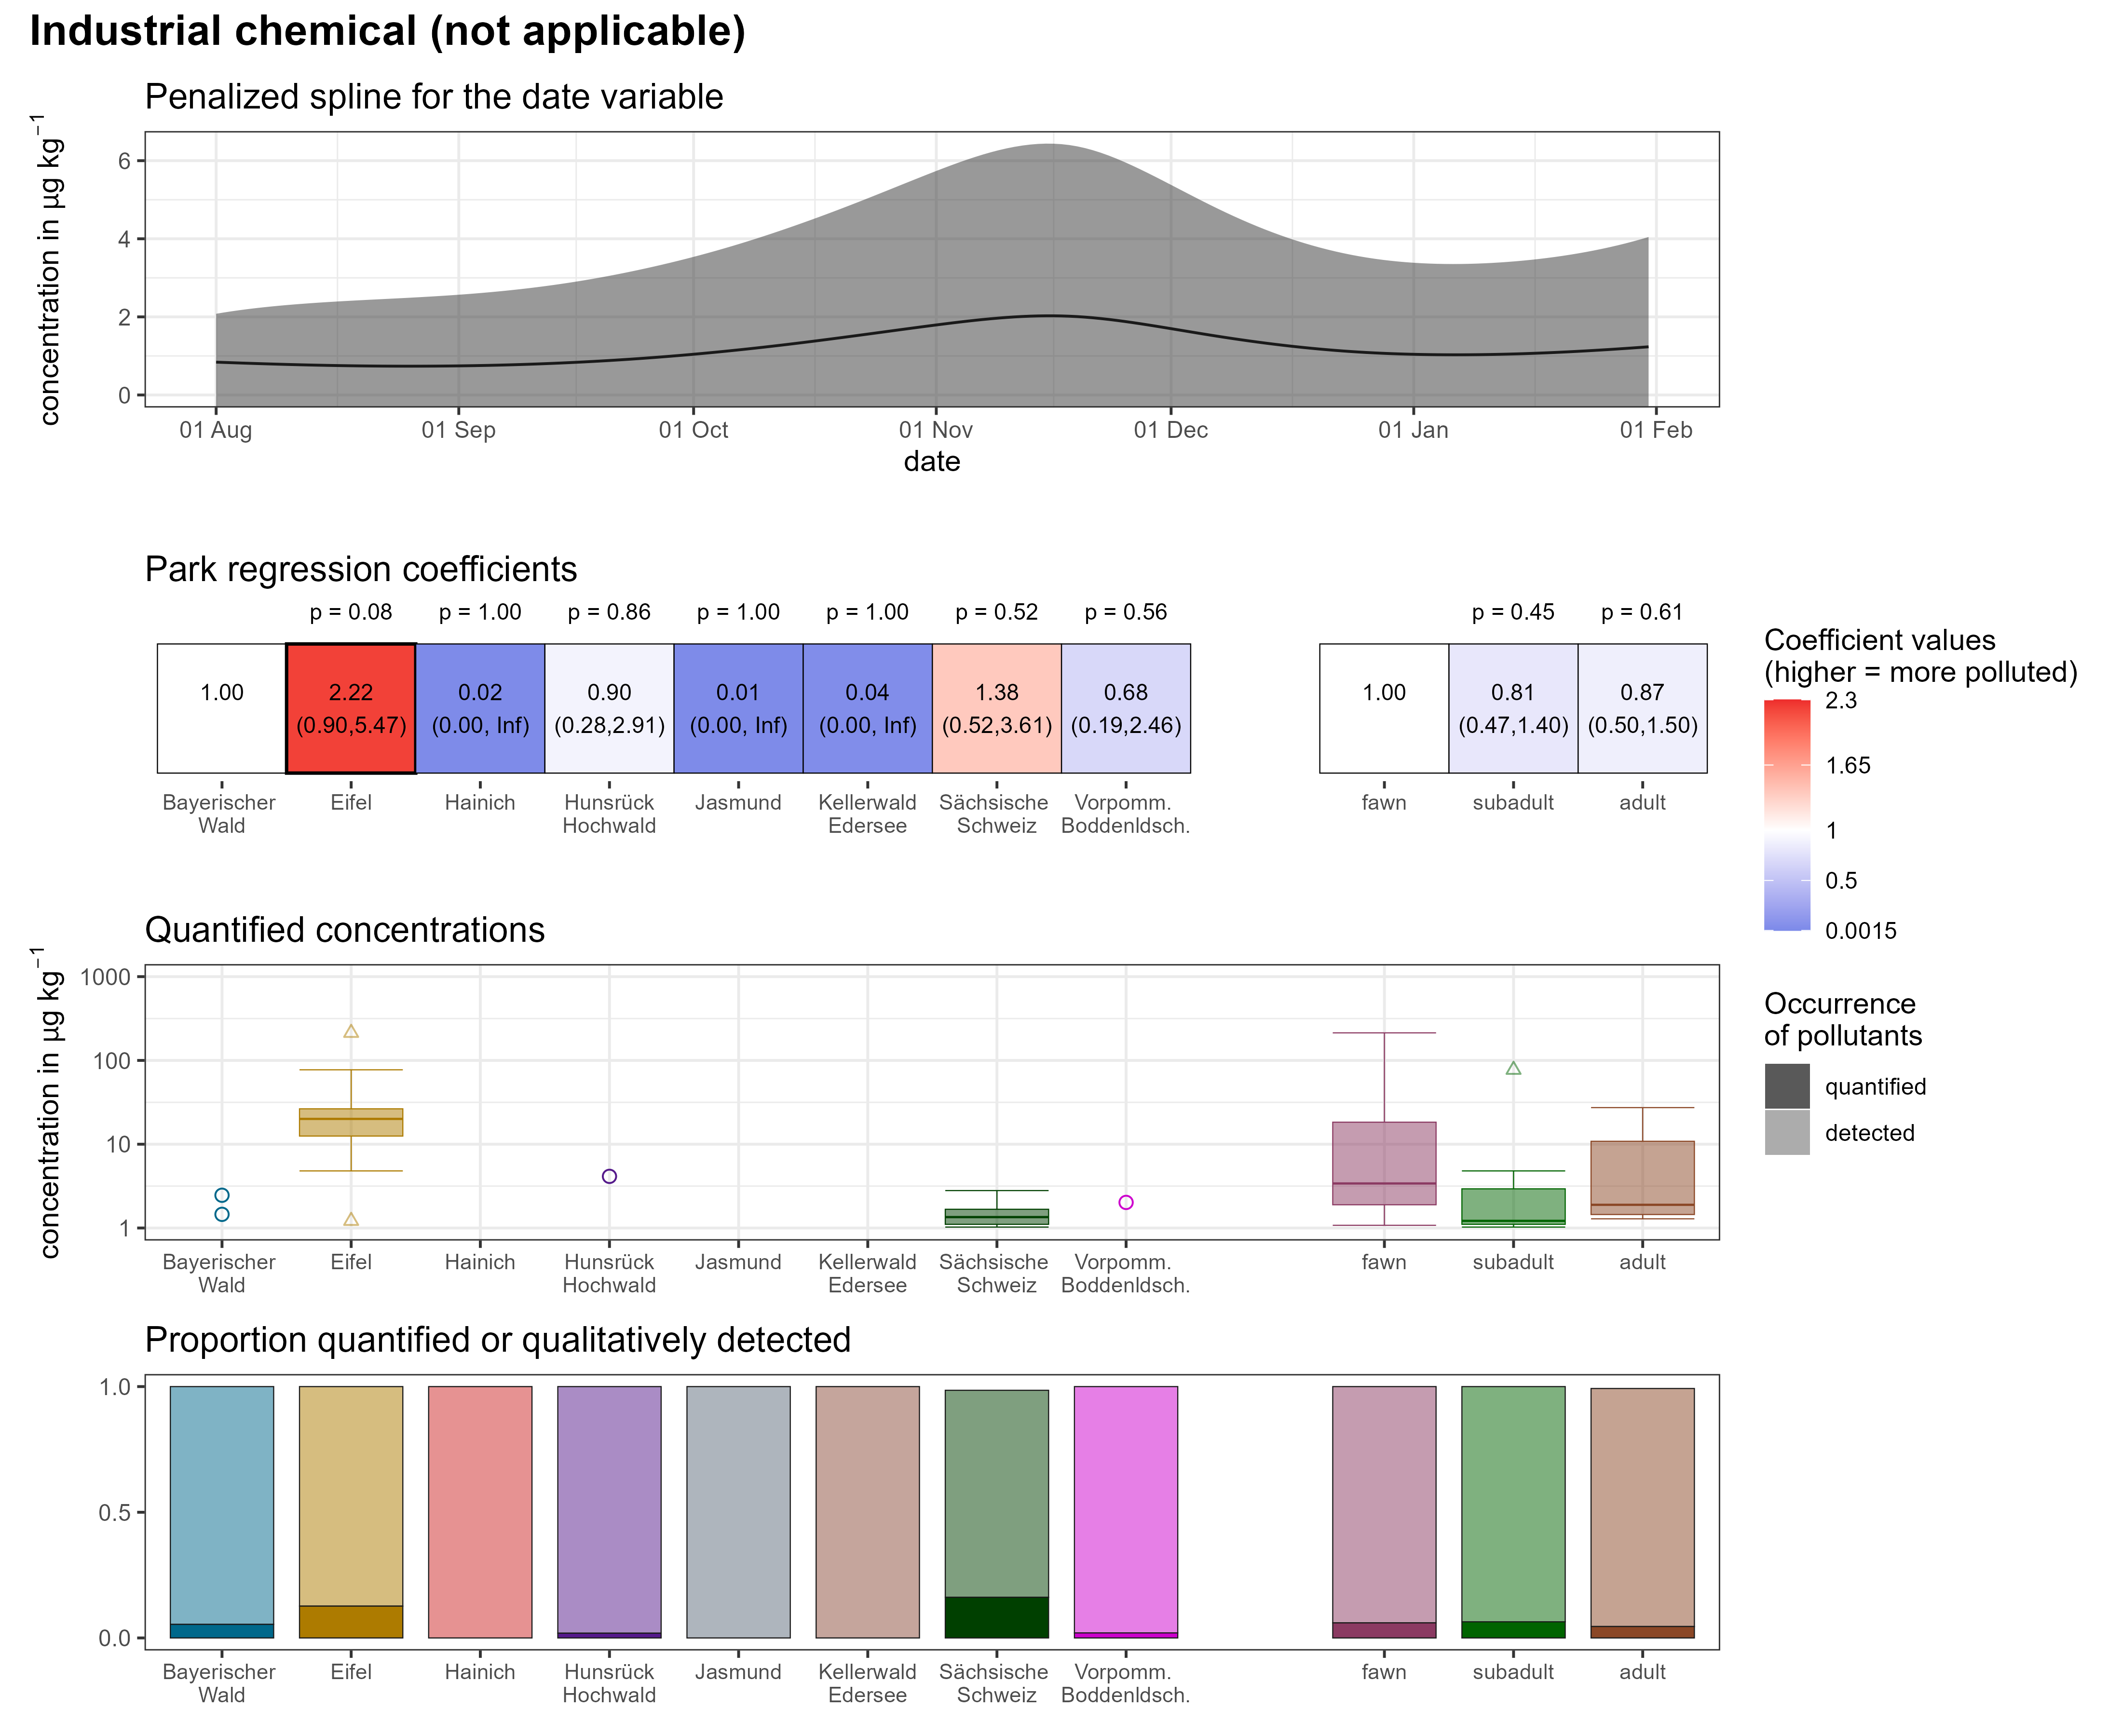 Industrial chemical (not applicable)
Penalized spline for the date variable
concentration in µg kg⁻¹
6
4
2
0
01 Aug 01 Sep 01 Oct 01 Nov 01 Dec 01 Jan 01 Feb
date
Park regression coefficients
p = 0.08 p = 1.00 p = 0.86 p = 1.00 p = 1.00 p = 0.52 p = 0.56 p = 0.45 p = 0.61
1.00 2.22 0.02 0.90 0.01 0.04 1.38 0.68 1.00 0.81 0.87
(0.90,5.47) (0.00, Inf) (0.28,2.91) (0.00, Inf) (0.00, Inf) (0.52,3.61) (0.19,2.46) (0.47,1.40) (0.50,1.50)
Bayerischer Eifel Hainich Hunsrück Jasmund Kellerwald Sächsische Vorpomm. fawn subadult adult
Wald Hochwald Edersee Schweiz Boddenldsch.
Coefficient values
(higher = more polluted)
2.3
1.65
1
0.5
0.0015
Quantified concentrations
concentration in µg kg⁻¹
1000
100
10
1
Bayerischer Eifel Hainich Hunsrück Jasmund Kellerwald Sächsische Vorpomm. fawn subadult adult
Wald Hochwald Edersee Schweiz Boddenldsch.
Occurrence
of pollutants
quantified
detected
Proportion quantified or qualitatively detected
1.0
0.5
0.0
Bayerischer Eifel Hainich Hunsrück Jasmund Kellerwald Sächsische Vorpomm. fawn subadult adult
Wald Hochwald Edersee Schweiz Boddenldsch.